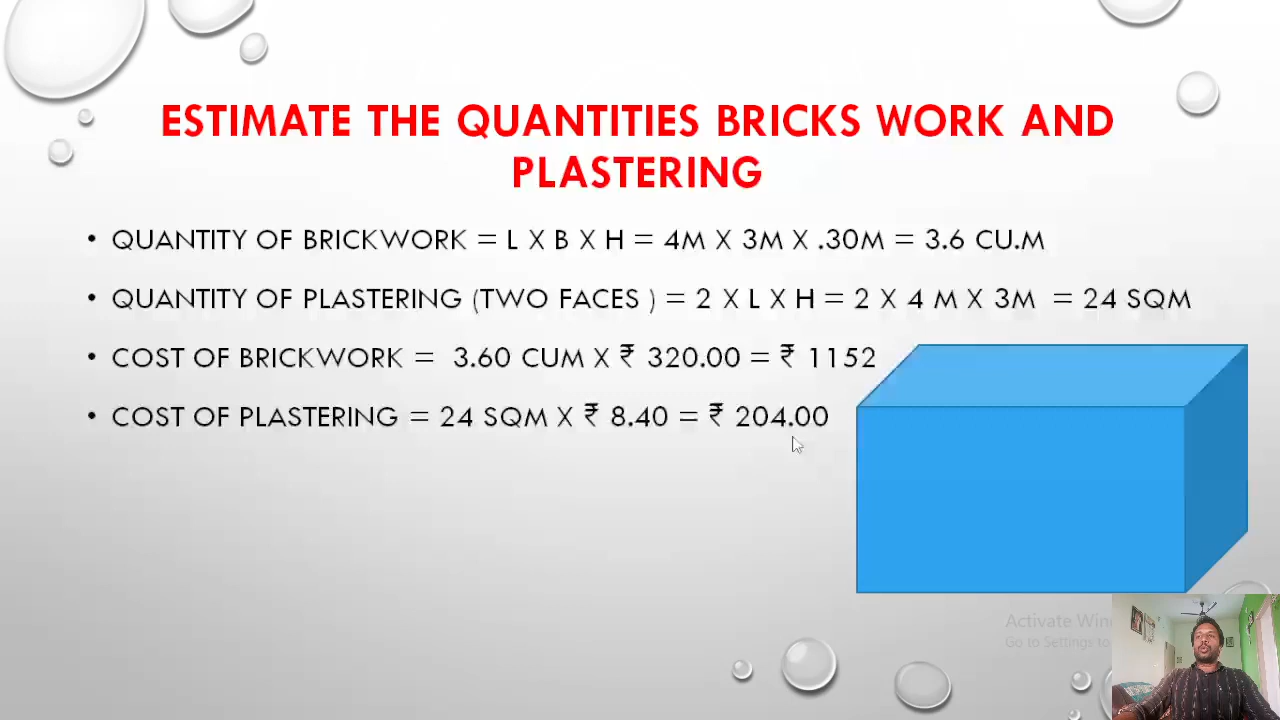 ESTIMATE THE QUANTITIES BRICKS WORK AND
PLASTERING
• QUANTITY OF BRICKWORK = L X B X H = 4M X 3M X .30M = 3.6 CU.M
• QUANTITY OF PLASTERING (TWO FACES ) = 2 X L X H = 2 X 4 M X 3M = 24 SQM
• COST OF BRICKWORK = 3.60 CUM X ₹ 320.00 = ₹ 1152
• COST OF PLASTERING = 24 SQM X ₹ 8.40 = ₹ 204.00
Activate
Go to Settings to